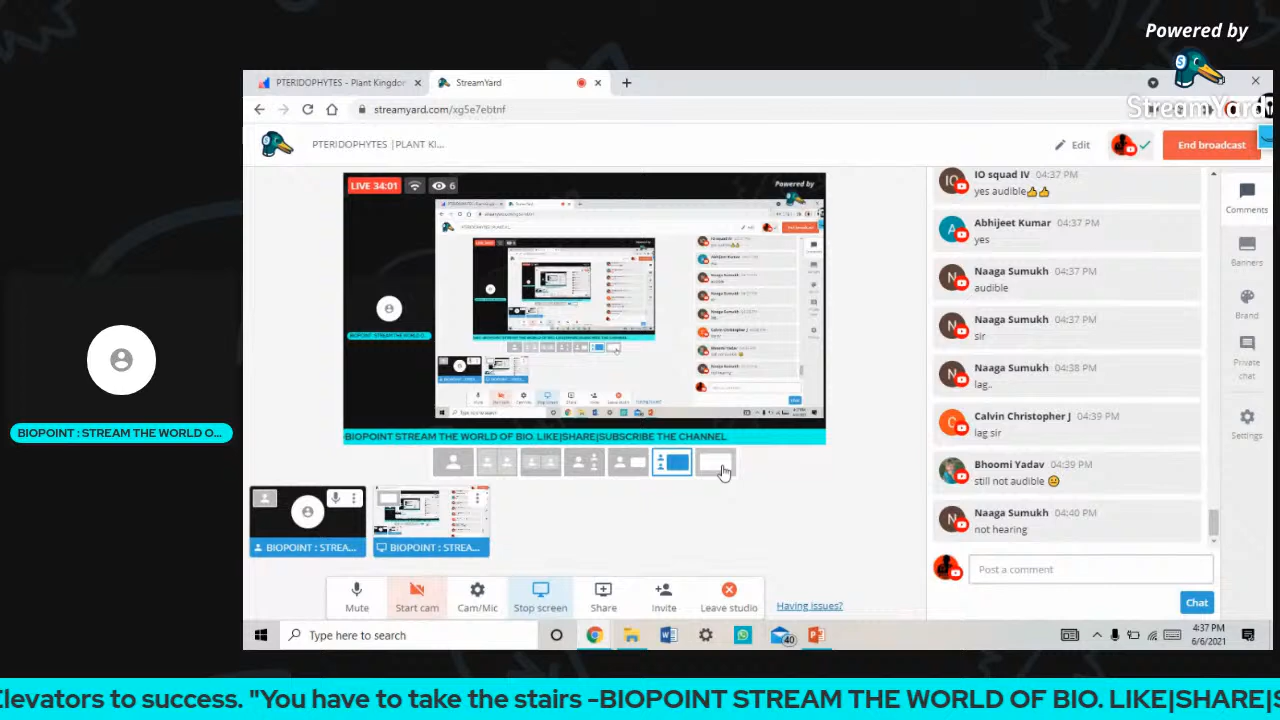 Powered by
StreamYard
PTERIDOPHYTES - Plant Kingdor
StreamYard
streamyard.com/xg5e7ebtnf
PTERIDOPHYTES |PLANT KI...
Edit
End broadcast
LIVE 34:01
6
Powered by
BIOPOINT STREAM THE WORLD OF BIO. LIKE|SHARE|SUBSCRIBE THE CHANNEL
IO squad IV 04:37 PM
yes audible👍👍
Abhijeet Kumar 04:37 PM
yes
Naaga Sumukh 04:37 PM
audible
Naaga Sumukh 04:37 PM
sir
Naaga Sumukh 04:38 PM
lag..
Calvin Christopher J 04:39 PM
lag sir
Bhoomi Yadav 04:39 PM
still not audible 🙁
Naaga Sumukh 04:40 PM
not hearing
Post a comment
Chat
Comments
Banners
Brand
Private
chat
Settings
BIOPOINT : STREAM THE WORLD O...
BIOPOINT : STREA...
BIOPOINT : STREA...
Mute
Start cam
Cam/Mic
Stop screen
Share
Invite
Leave studio
Having issues?
Type here to search
40
4:37 PM
6/6/2021
Elevators to success. "You have to take the stairs -BIOPOINT STREAM THE WORLD OF BIO. LIKE|SHARE|S